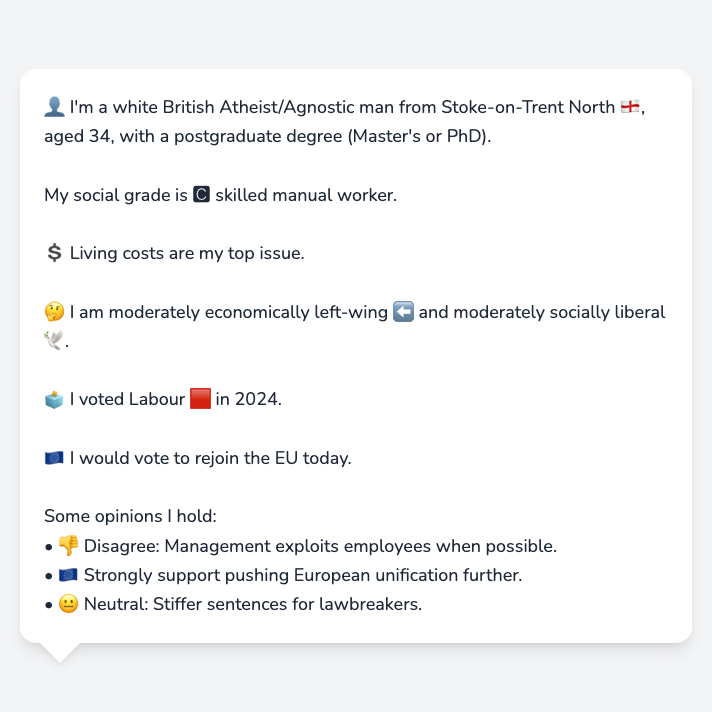 👤 I'm a white British Atheist/Agnostic man from Stoke-on-Trent North 🏴󠁧󠁢󠁥󠁮󠁧󠁿,
aged 34, with a postgraduate degree (Master's or PhD).
My social grade is 🅲 skilled manual worker.
💲 Living costs are my top issue.
🤔 I am moderately economically left-wing ⬅️ and moderately socially liberal
🕊️.
🗳️ I voted Labour 🟥 in 2024.
🇪🇺 I would vote to rejoin the EU today.
Some opinions I hold:
• 👎 Disagree: Management exploits employees when possible.
• 🇪🇺 Strongly support pushing European unification further.
• 😐 Neutral: Stiffer sentences for lawbreakers.